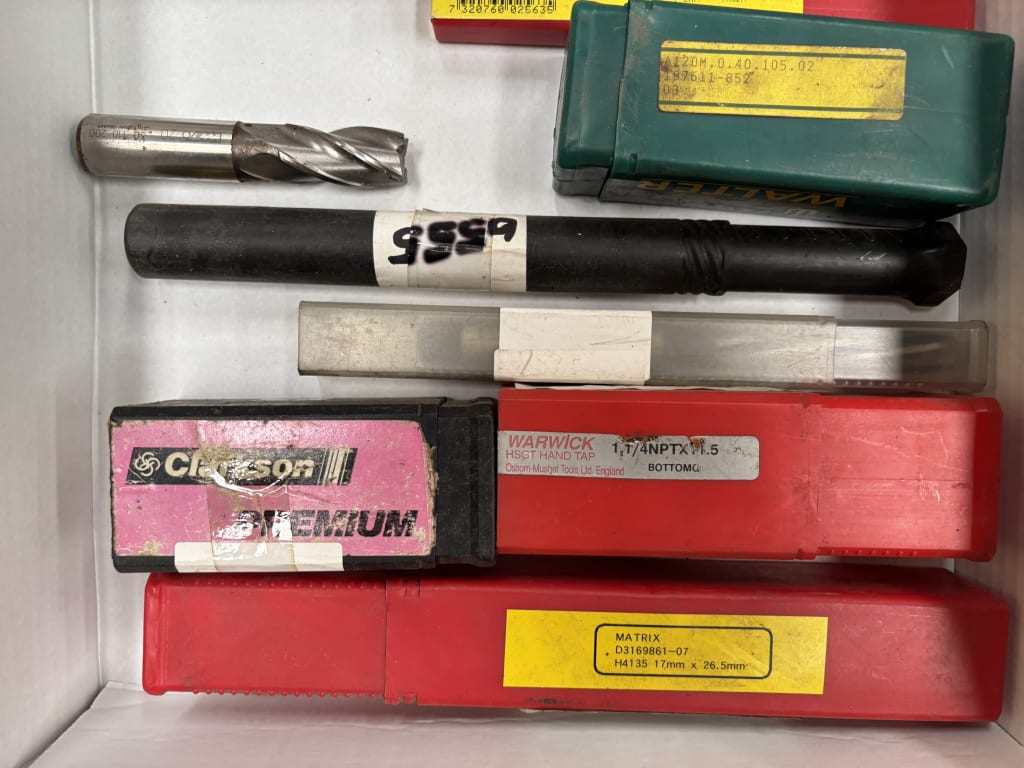 7 320760 025635
A120M.0.40.105.02
197611-852
03
WALTER
6555
Clarkson
PREMIUM
WARWICK
HSGT HAND TAP
Osborn-Mushet Tools Ltd. England
BOTTOMG
MATRIX
D3169861-07
H4135 17mm x 26.5mm